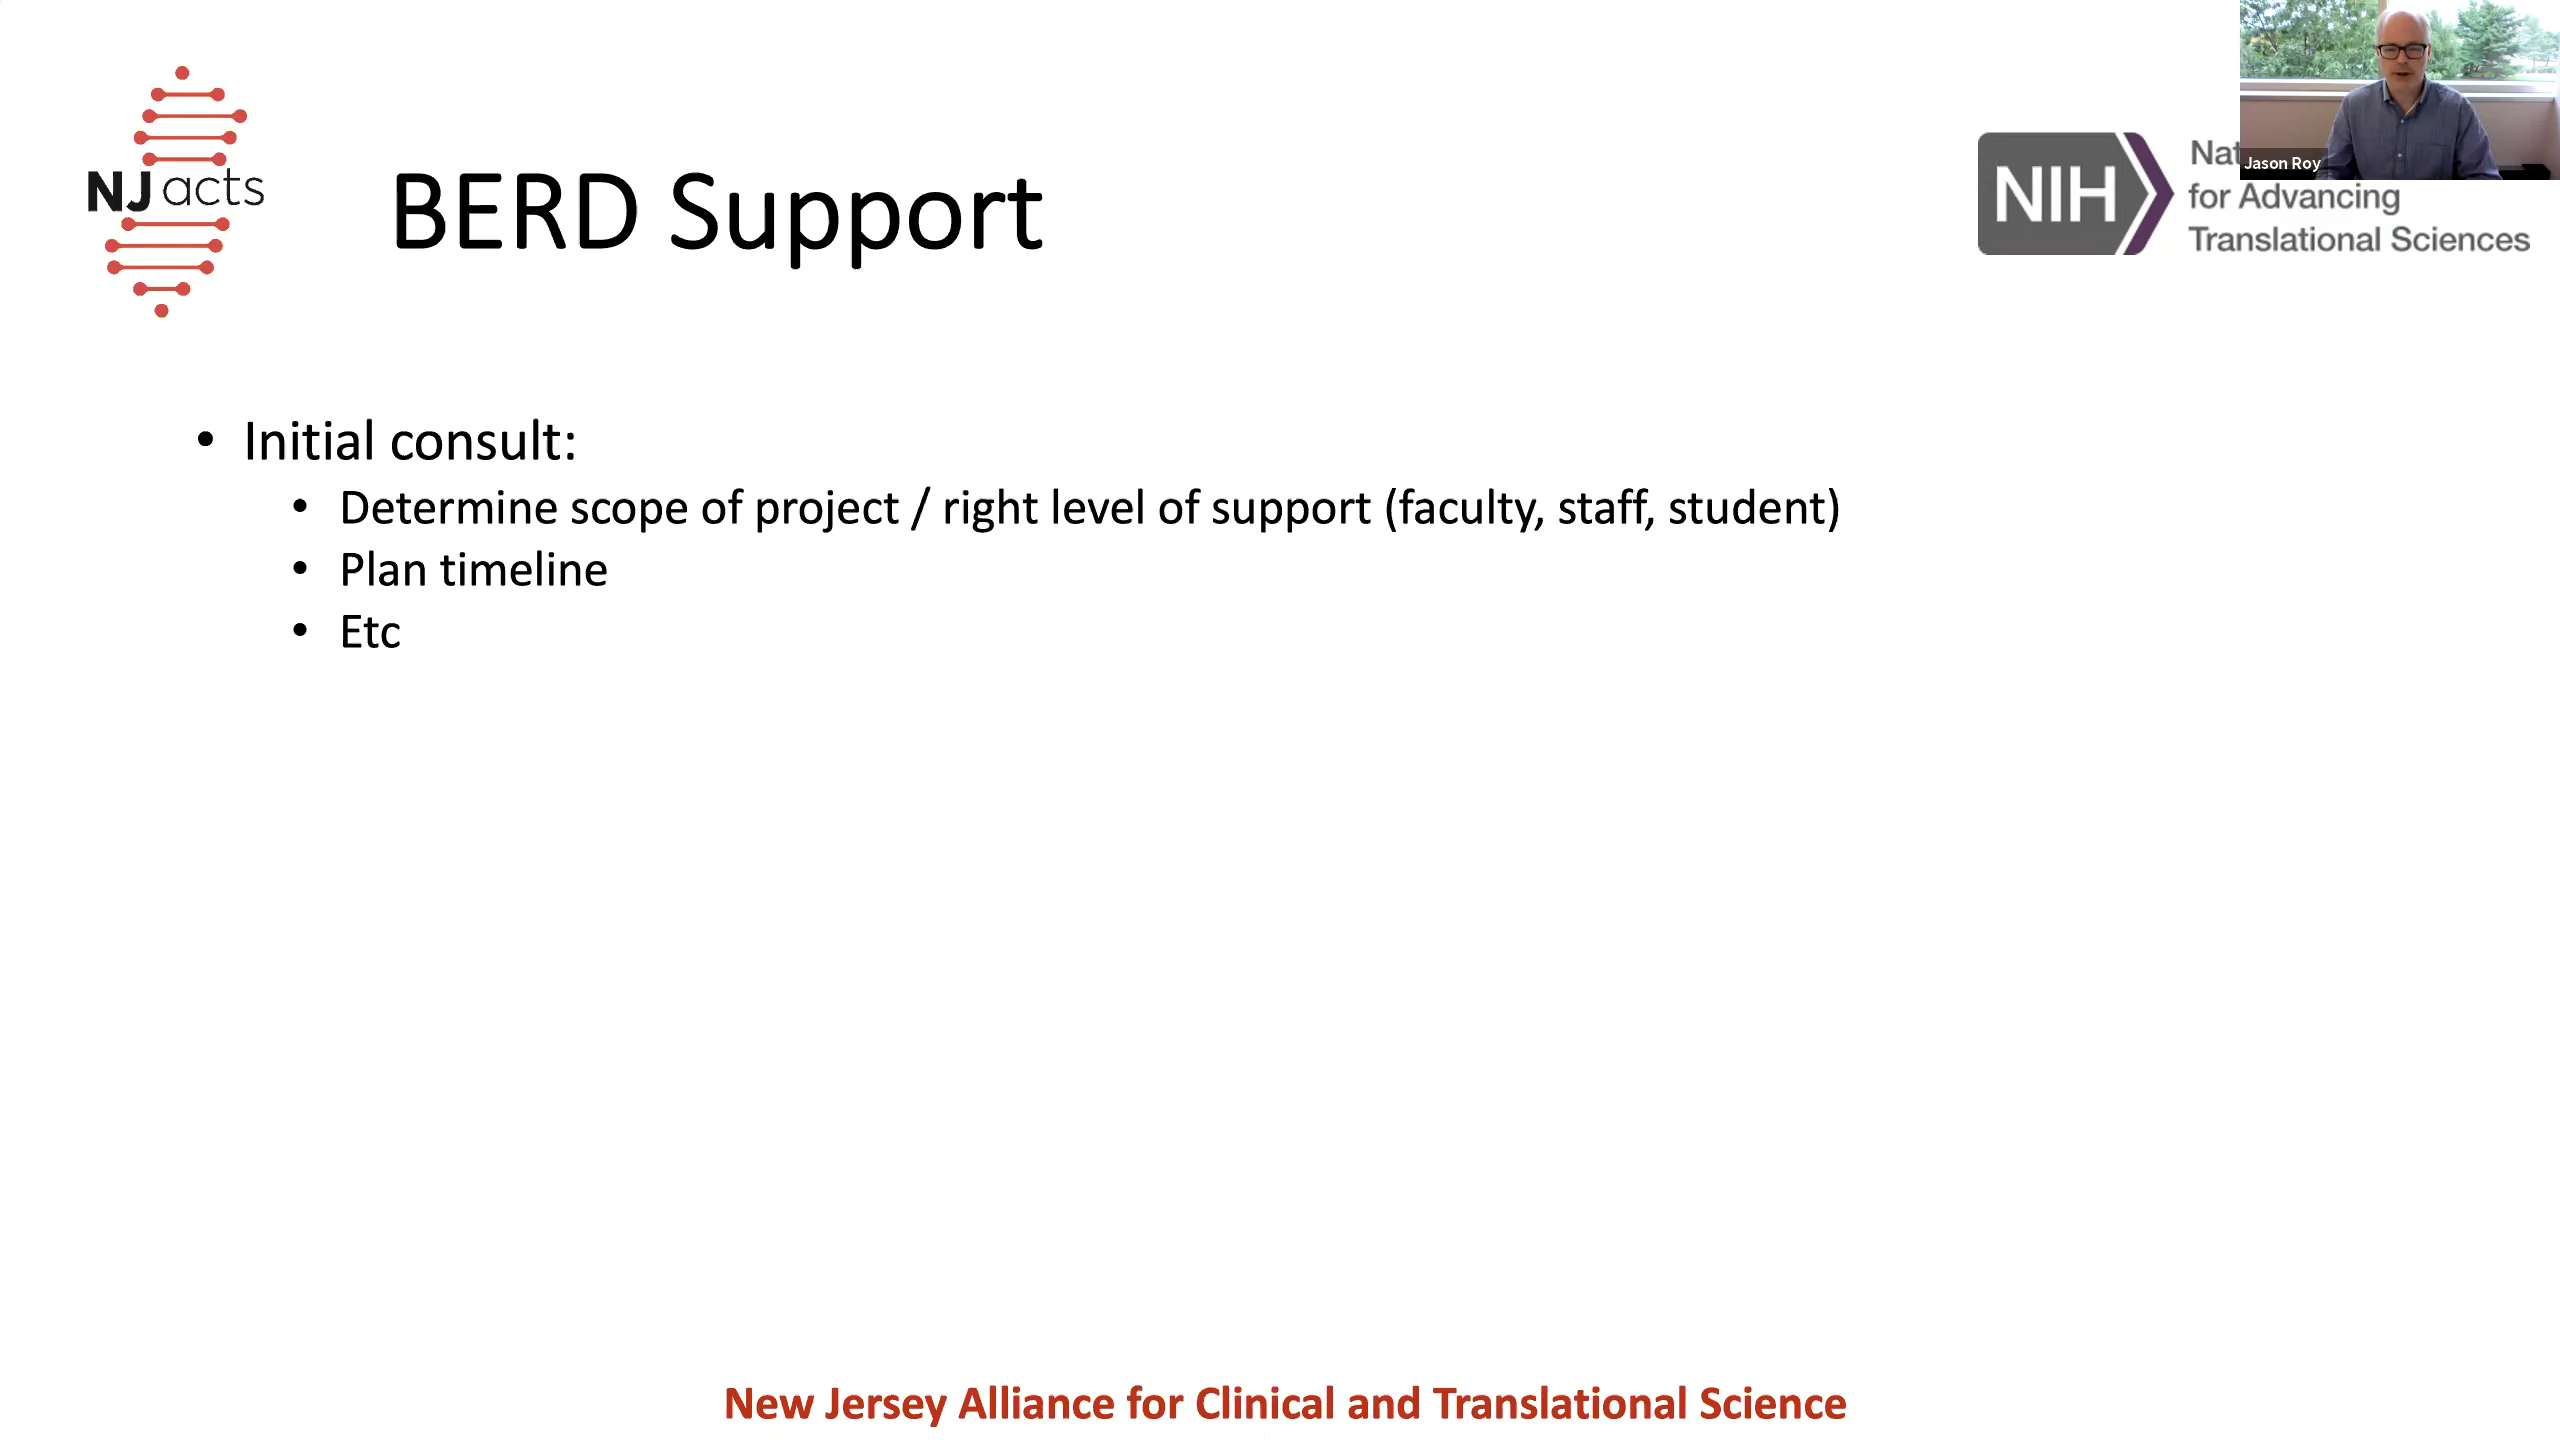 NJ acts
BERD Support
NIH
for Advancing
Translational Sciences
Jason Roy
• Initial consult:
• Determine scope of project / right level of support (faculty, staff, student)
• Plan timeline
• Etc
New Jersey Alliance for Clinical and Translational Science